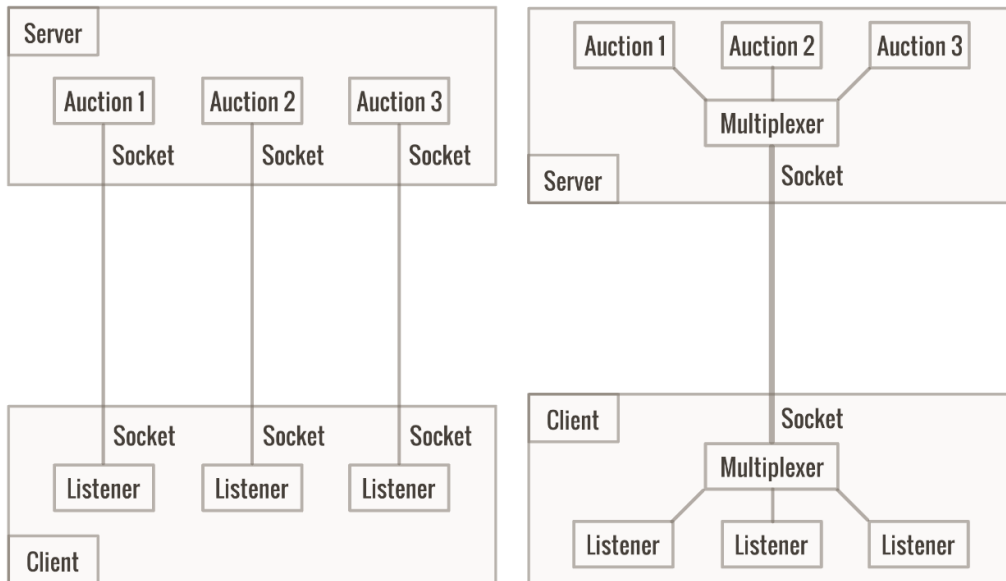 Server
Auction 1
Auction 2
Auction 3
Socket
Socket
Socket
Socket
Socket
Socket
Listener
Listener
Listener
Client
Auction 1
Auction 2
Auction 3
Multiplexer
Server
Socket
Client
Socket
Multiplexer
Listener
Listener
Listener